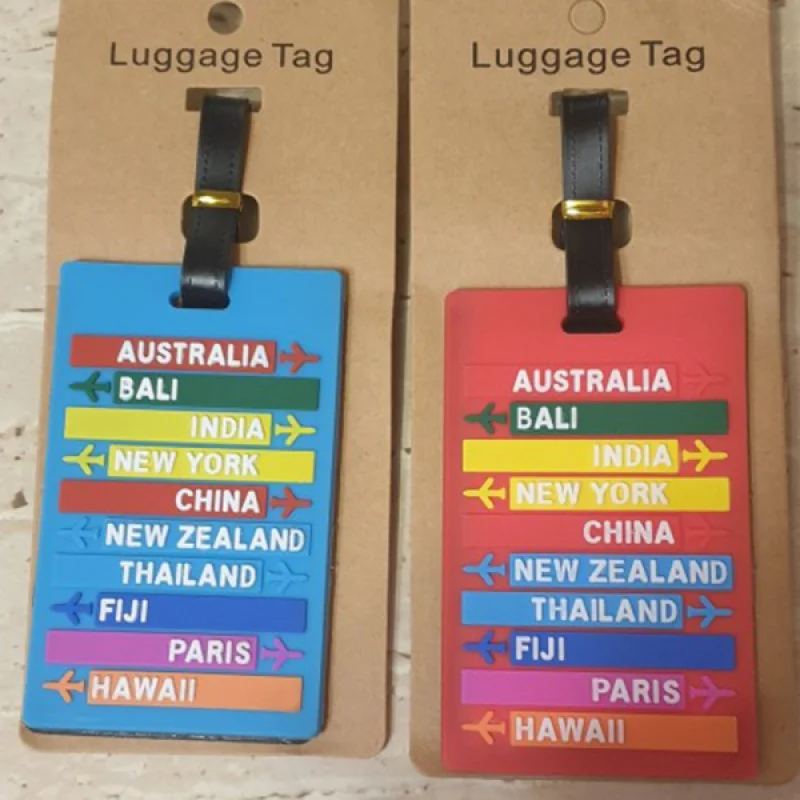 Luggage Tag
AUSTRALIA
BALI
INDIA
NEW YORK
CHINA
NEW ZEALAND
THAILAND
FIJI
PARIS
HAWAII
Luggage Tag
AUSTRALIA
BALI
INDIA
NEW YORK
CHINA
NEW ZEALAND
THAILAND
FIJI
PARIS
HAWAII